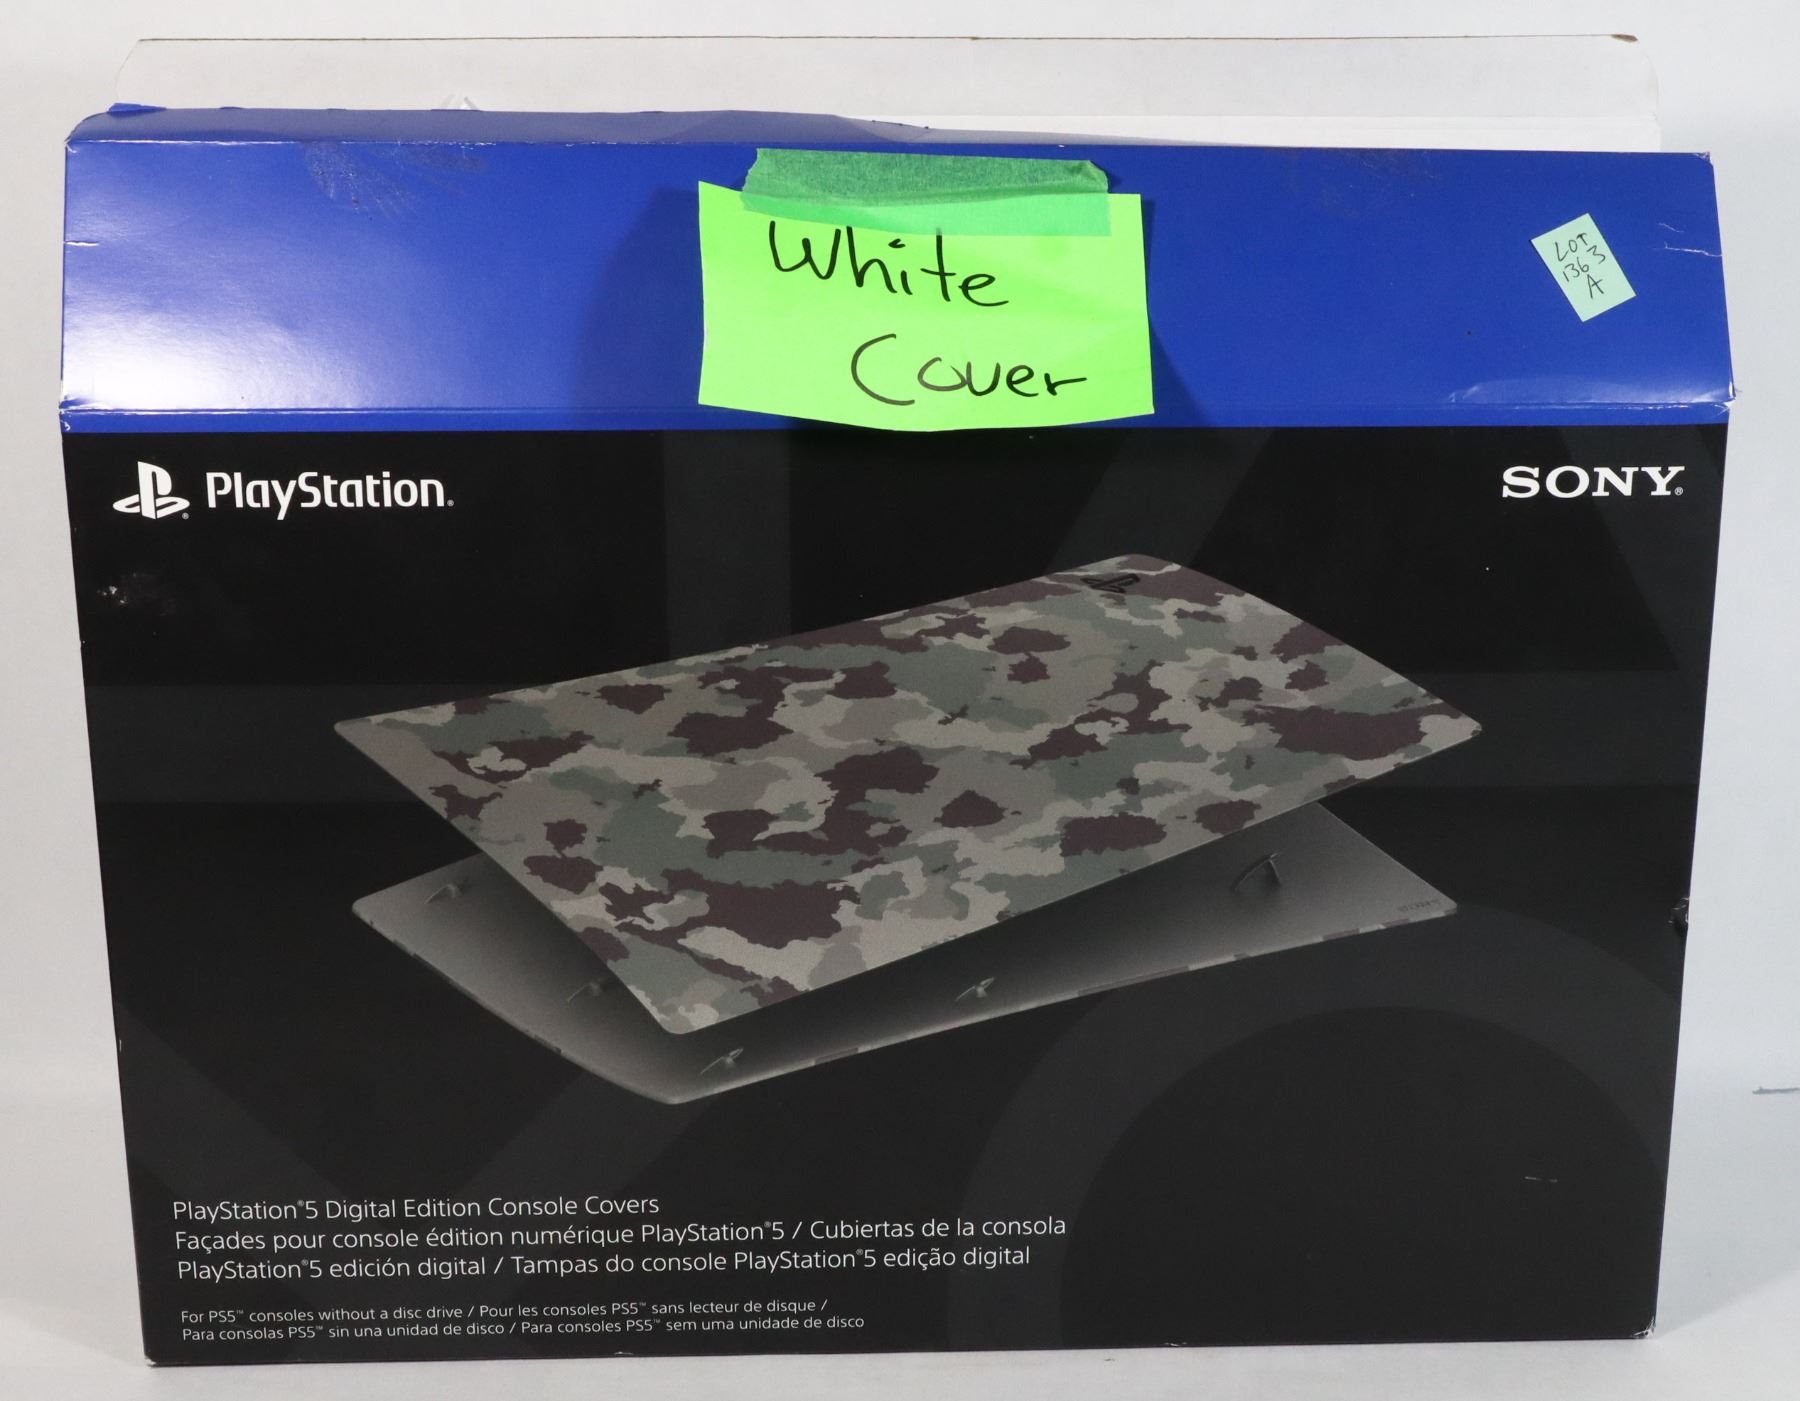 White
Cover
LOT
1363
A
PlayStation®
SONY®
PlayStation®5 Digital Edition Console Covers
Façades pour console édition numérique PlayStation®5 / Cubiertas de la consola
PlayStation®5 edición digital / Tampas do console PlayStation®5 edição digital
For PS5™ consoles without a disc drive / Pour les consoles PS5™ sans lecteur de disque /
Para consolas PS5™ sin una unidad de disco / Para consoles PS5™ sem uma unidade de disco